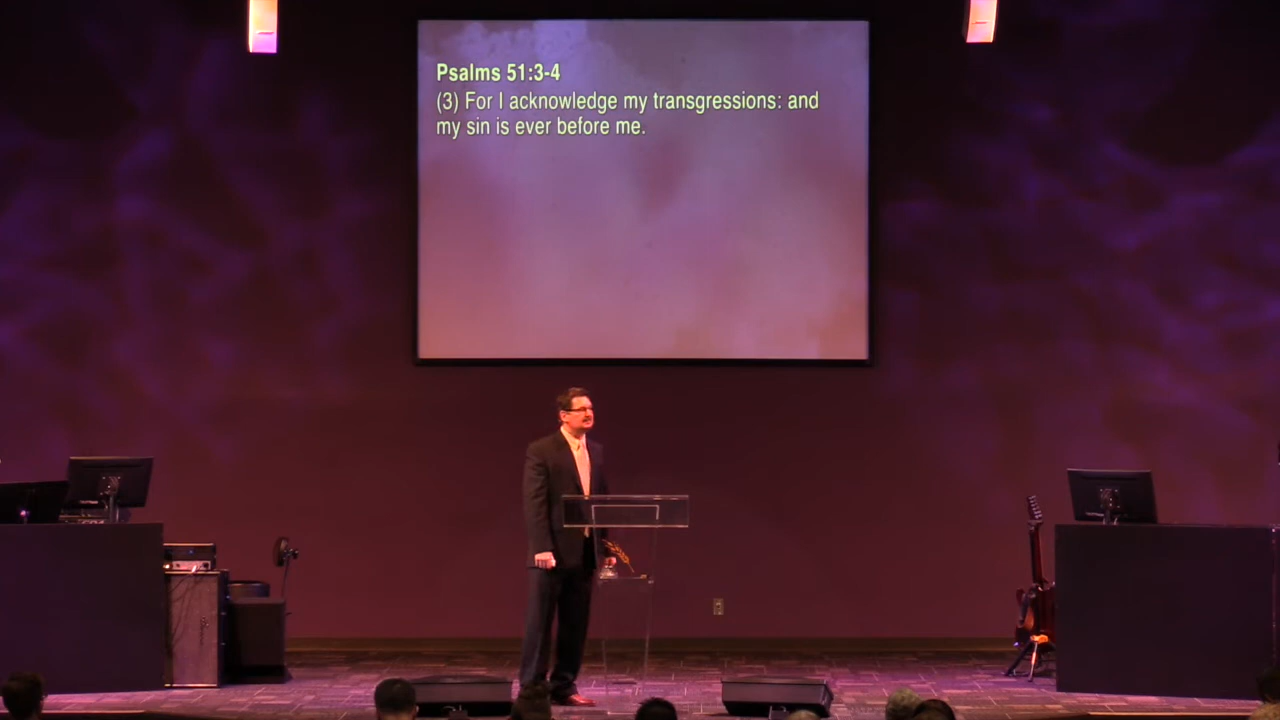 Psalms 51:3-4
(3) For I acknowledge my transgressions: and
my sin is ever before me.